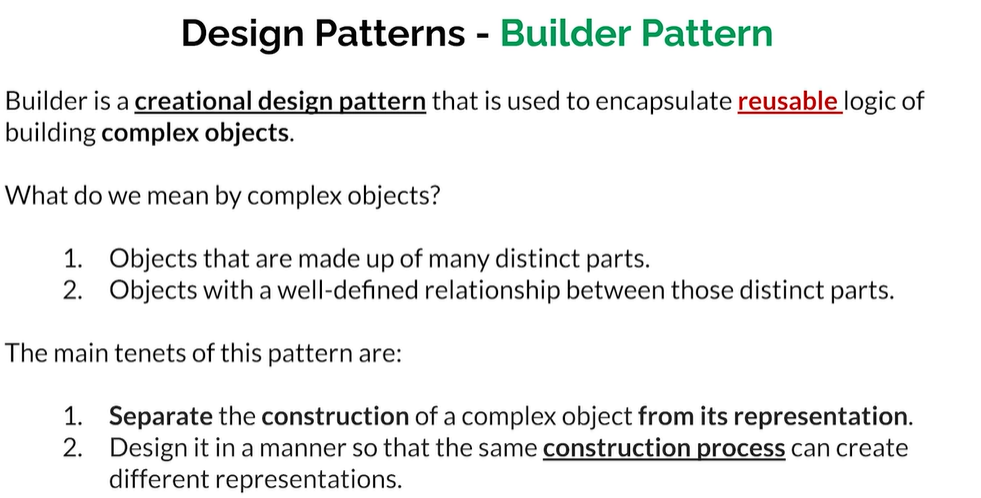 Design Patterns - Builder Pattern
Builder is a creational design pattern that is used to encapsulate reusable logic of
building complex objects.
What do we mean by complex objects?
1. Objects that are made up of many distinct parts.
2. Objects with a well-defined relationship between those distinct parts.
The main tenets of this pattern are:
1. Separate the construction of a complex object from its representation.
2. Design it in a manner so that the same construction process can create
different representations.